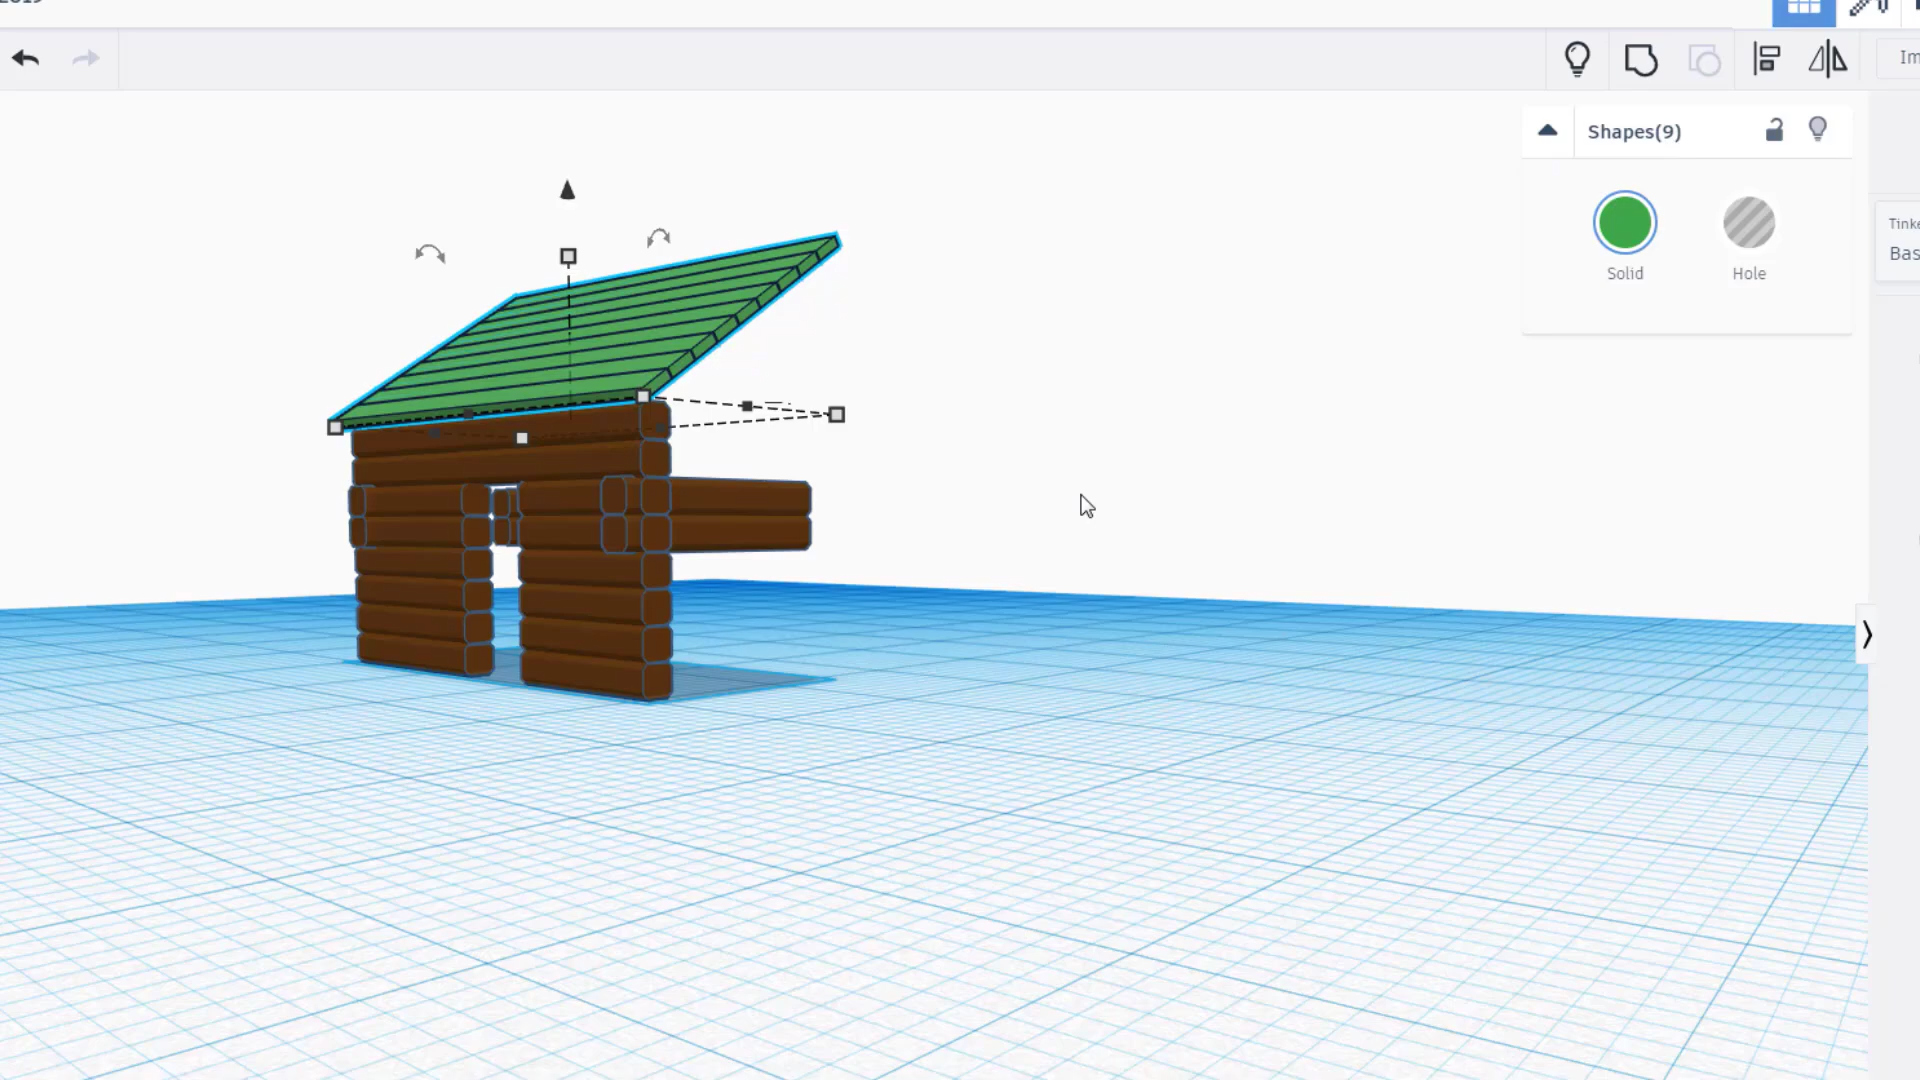 Im
Shapes(9)
Solid
Hole
Tinke
Bas